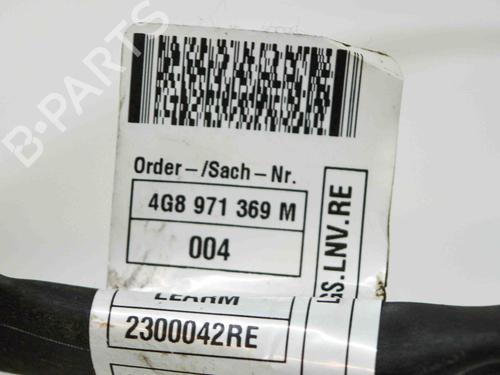 Order-/Sach-Nr.
4G8 971 369 M
004
GS.LNV.RE
2300042RE
B-PARTS